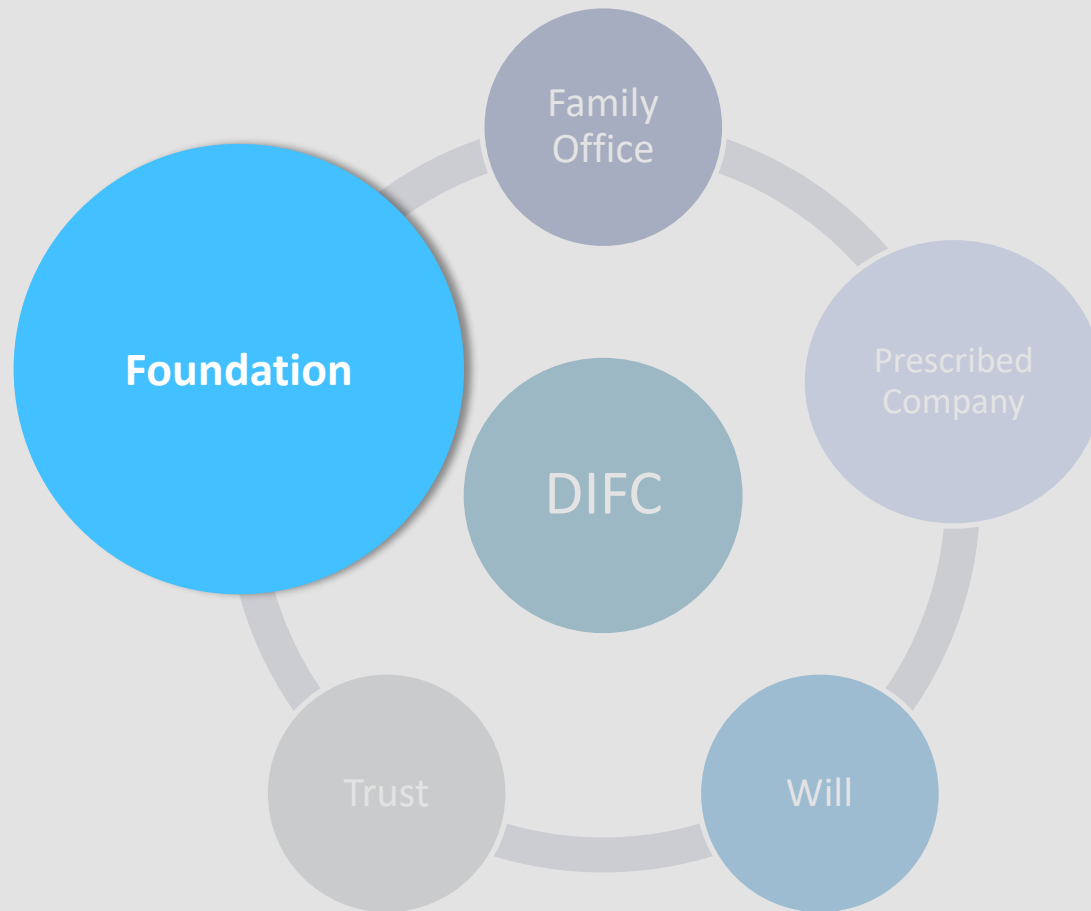 Family
Office
Foundation
Prescribed
Company
DIFC
Trust
Will